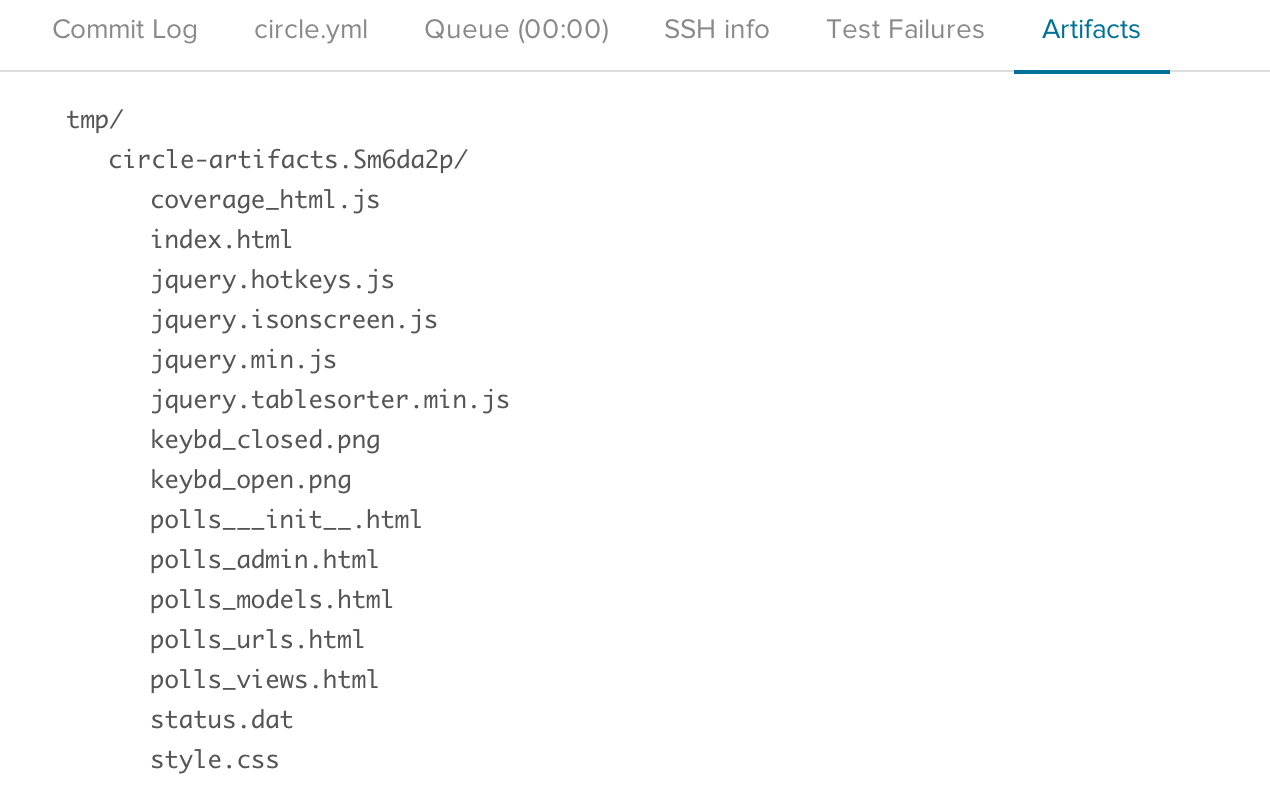 Commit Log circle.yml Queue (00:00) SSH info Test Failures Artifacts
tmp/
circle-artifacts.Sm6da2p/
coverage_html.js
index.html
jquery.hotkeys.js
jquery.isonscreen.js
jquery.min.js
jquery.tablesorter.min.js
keybd_closed.png
keybd_open.png
polls___init__.html
polls_admin.html
polls_models.html
polls_urls.html
polls_views.html
status.dat
style.css